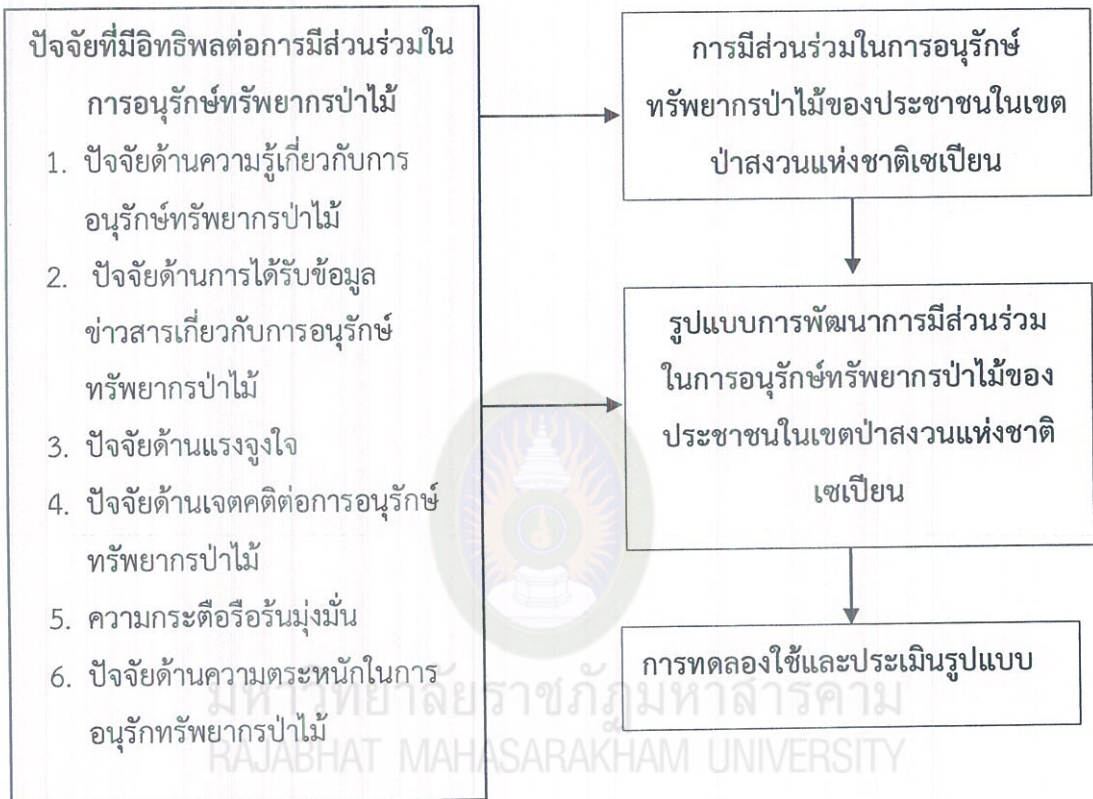 ปัจจัยที่มีอิทธิพลต่อการมีส่วนร่วมใน
การอนุรักษ์ทรัพยากรป่าไม้
1. ปัจจัยด้านความรู้เกี่ยวกับการ
อนุรักษ์ทรัพยากรป่าไม้
2. ปัจจัยด้านการได้รับข้อมูล
ข่าวสารเกี่ยวกับการอนุรักษ์
ทรัพยากรป่าไม้
3. ปัจจัยด้านแรงจูงใจ
4. ปัจจัยด้านเจตคติต่อการอนุรักษ์
ทรัพยากรป่าไม้
5. ความกระตือรือร้นมุ่งมั่น
6. ปัจจัยด้านความตระหนักในการ
อนุรักทรัพยากรป่าไม้
การมีส่วนร่วมในการอนุรักษ์
ทรัพยากรป่าไม้ของประชาชนในเขต
ป่าสงวนแห่งชาติเซเปียน
รูปแบบการพัฒนาการมีส่วนร่วม
ในการอนุรักษ์ทรัพยากรป่าไม้ของ
ประชาชนในเขตป่าสงวนแห่งชาติ
เซเปียน
การทดลองใช้และประเมินรูปแบบ
มหาวิทยาลัยราชภัฏมหาสารคาม
RAJABHAT MAHASARAKHAM UNIVERSITY